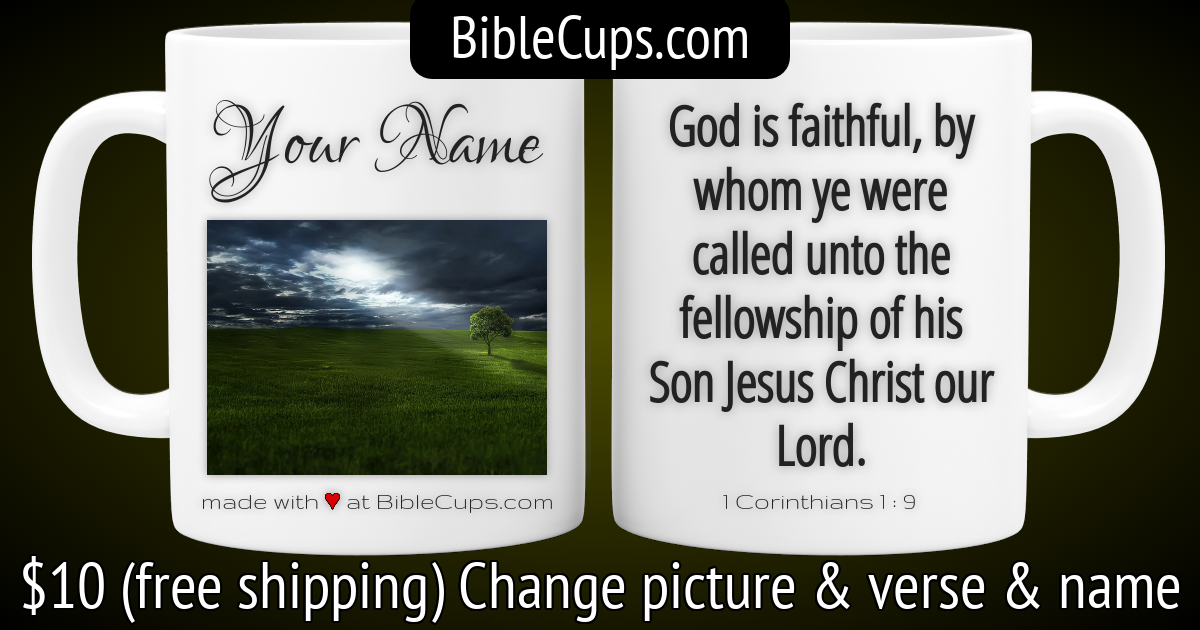 BibleCups.com
Your Name
made with ♥ at BibleCups.com
God is faithful, by
whom ye were
called unto the
fellowship of his
Son Jesus Christ our
Lord.
1 Corinthians 1 : 9
$10 (free shipping) Change picture & verse & name